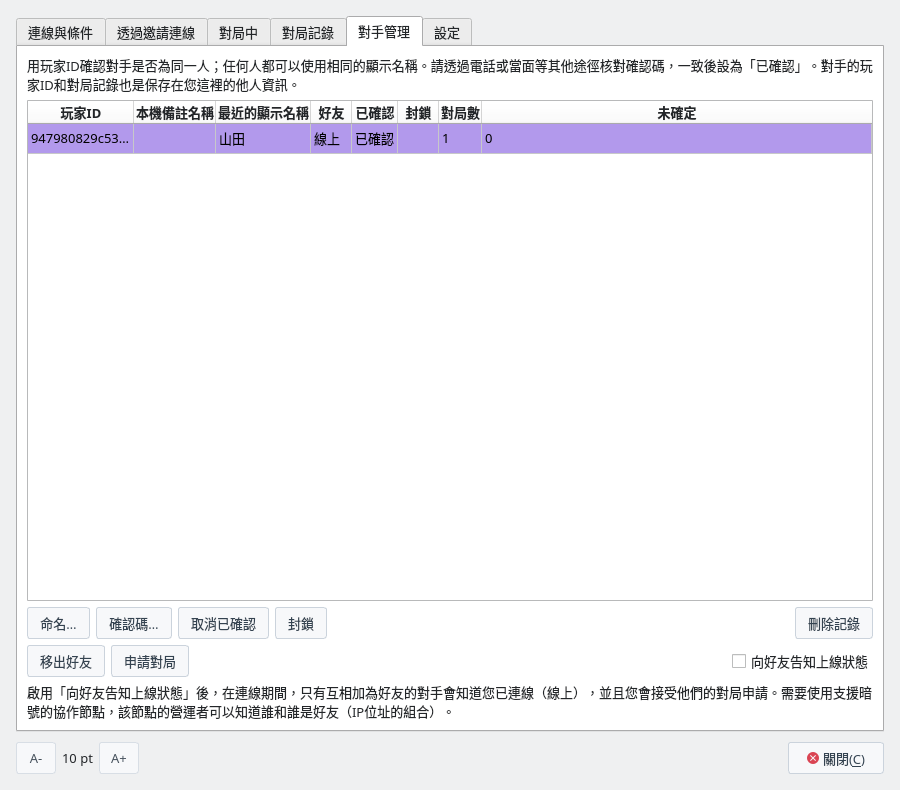 連線與條件 透過邀請連線 對局中 對局記錄 對手管理 設定
用玩家ID確認對手是否為同一人；任何人都可以使用相同的顯示名稱。請透過電話或當面等其他途徑核對確認碼，一致後設為「已確認」。對手的玩
家ID和對局記錄也是保存在您這裡的他人資訊。
玩家ID 本機備註名稱 最近的顯示名稱 好友 已確認 封鎖 對局數 未確定
947980829c53... 山田 線上 已確認 1 0
命名... 確認碼... 取消已確認 封鎖 刪除記錄
移出好友 申請對局 向好友告知上線狀態
啟用「向好友告知上線狀態」後，在連線期間，只有互相加為好友的對手會知道您已連線（線上），並且您會接受他們的對局申請。需要使用支援暗
號的協作節點，該節點的營運者可以知道誰和誰是好友（IP位址的組合）。
A- 10 pt A+ 關閉(C)